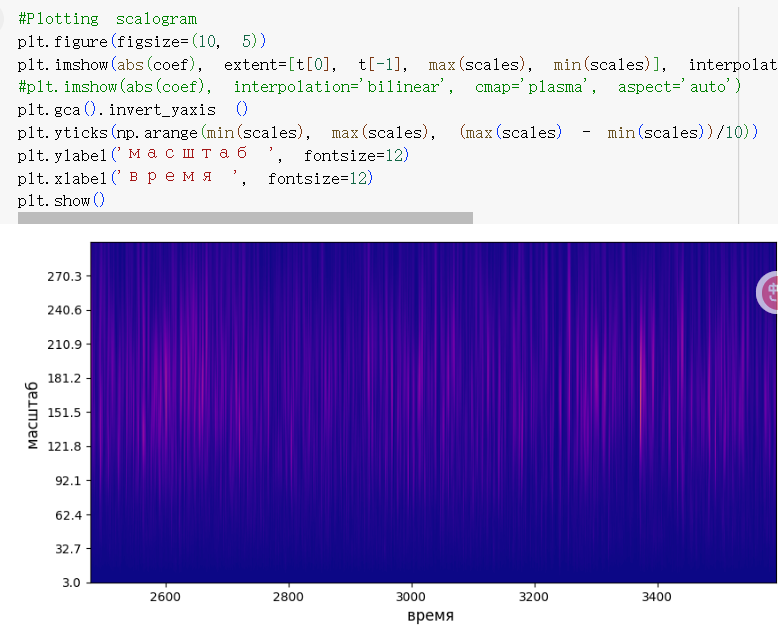 #Plotting scalogram
plt.figure(figsize=(10, 5))
plt.imshow(abs(coef), extent=[t[0], t[-1], max(scales), min(scales)], interpolat
#plt.imshow(abs(coef), interpolation='bilinear', cmap='plasma', aspect='auto')
plt.gca().invert_yaxis ()
plt.yticks(np.arange(min(scales), max(scales), (max(scales) - min(scales))/10))
plt.ylabel('масштаб ', fontsize=12)
plt.xlabel('время ', fontsize=12)
plt.show()
270.3
240.6
210.9
181.2
151.5
121.8
92.1
62.4
32.7
3.0
масштаб
2600 2800 3000 3200 3400
время